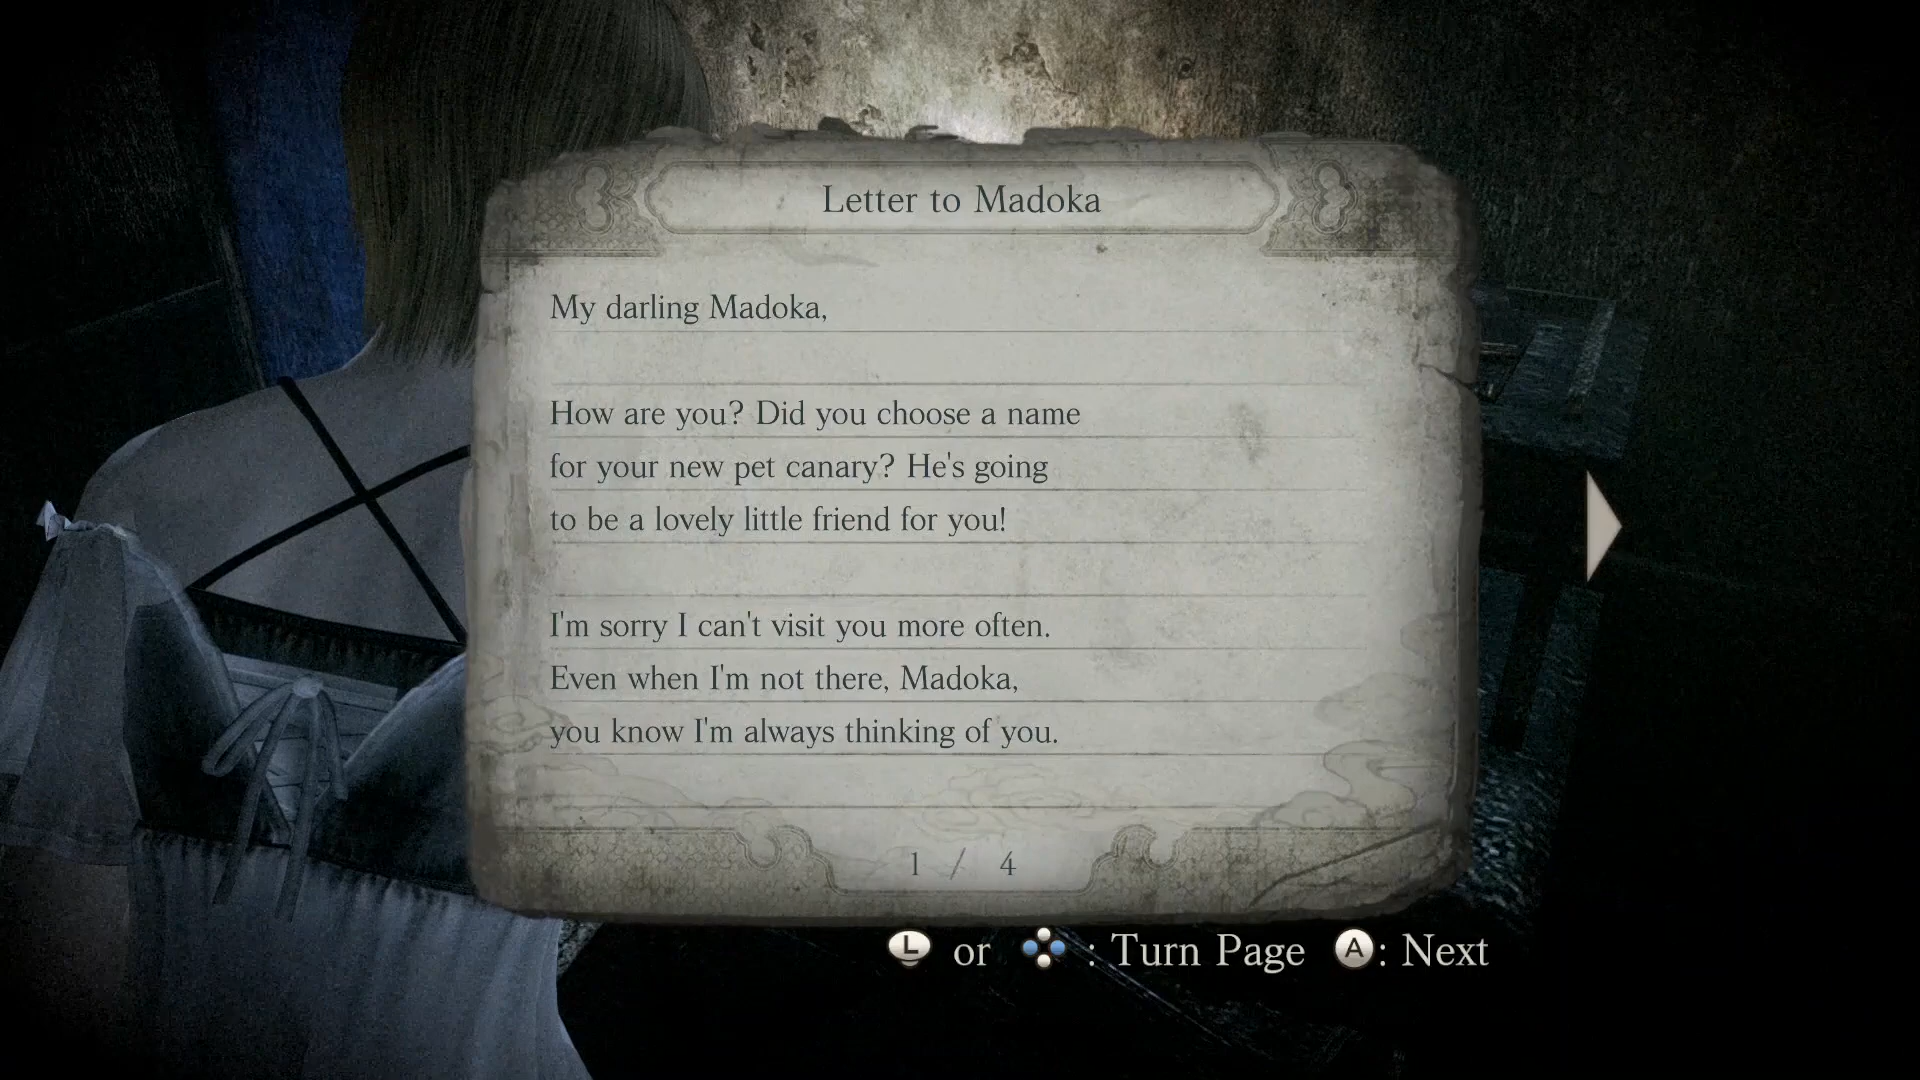 Letter to Madoka
My darling Madoka,
How are you? Did you choose a name
for your new pet canary? He's going
to be a lovely little friend for you!
I'm sorry I can't visit you more often.
Even when I'm not there, Madoka,
you know I'm always thinking of you.
1 / 4
L or : Turn Page A : Next